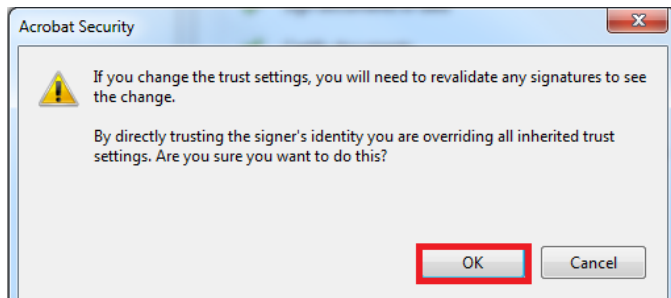 Acrobat Security
If you change the trust settings, you will need to revalidate any signatures to see
the change.
By directly trusting the signer's identity you are overriding all inherited trust
settings. Are you sure you want to do this?
OK
Cancel